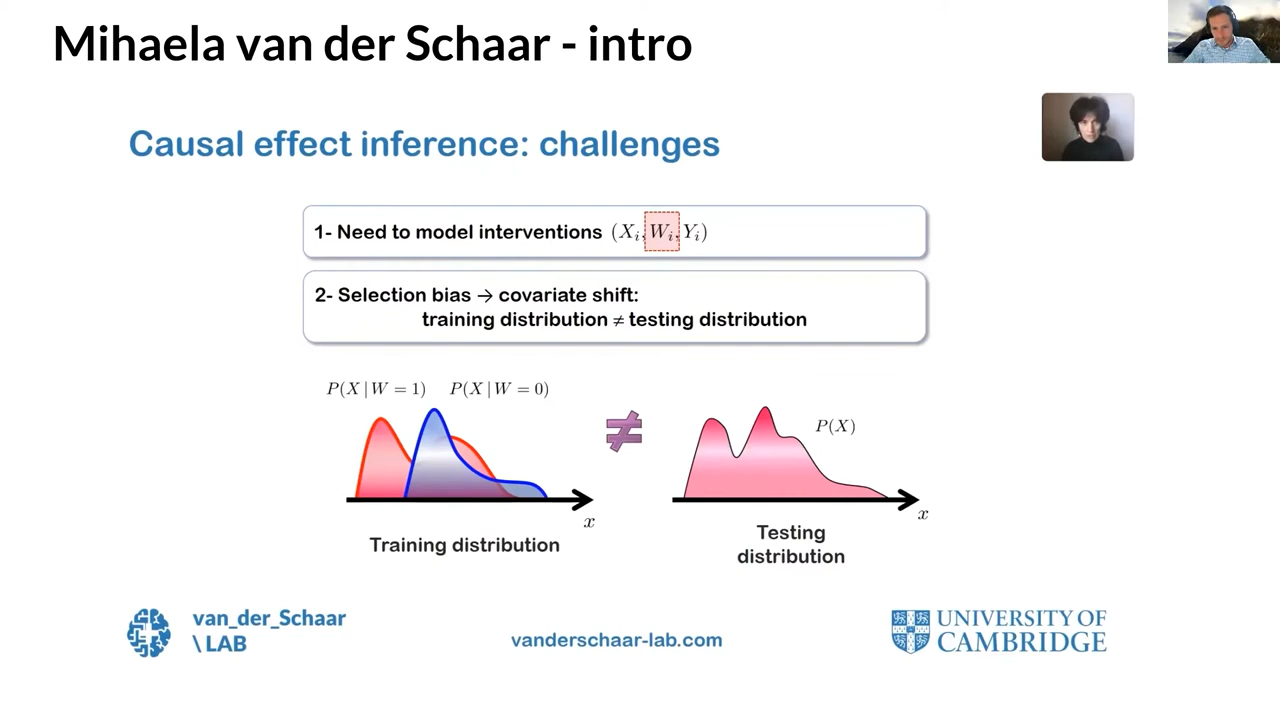 Mihaela van der Schaar - intro
Causal effect inference: challenges
1- Need to model interventions (Xᵢ, Wᵢ, Yᵢ)
2- Selection bias → covariate shift:
training distribution ≠ testing distribution
P(X | W = 1) P(X | W = 0)
≠
P(X)
x
x
Training distribution
Testing
distribution
van_der_Schaar
\ LAB
vanderschaar-lab.com
UNIVERSITY OF
CAMBRIDGE